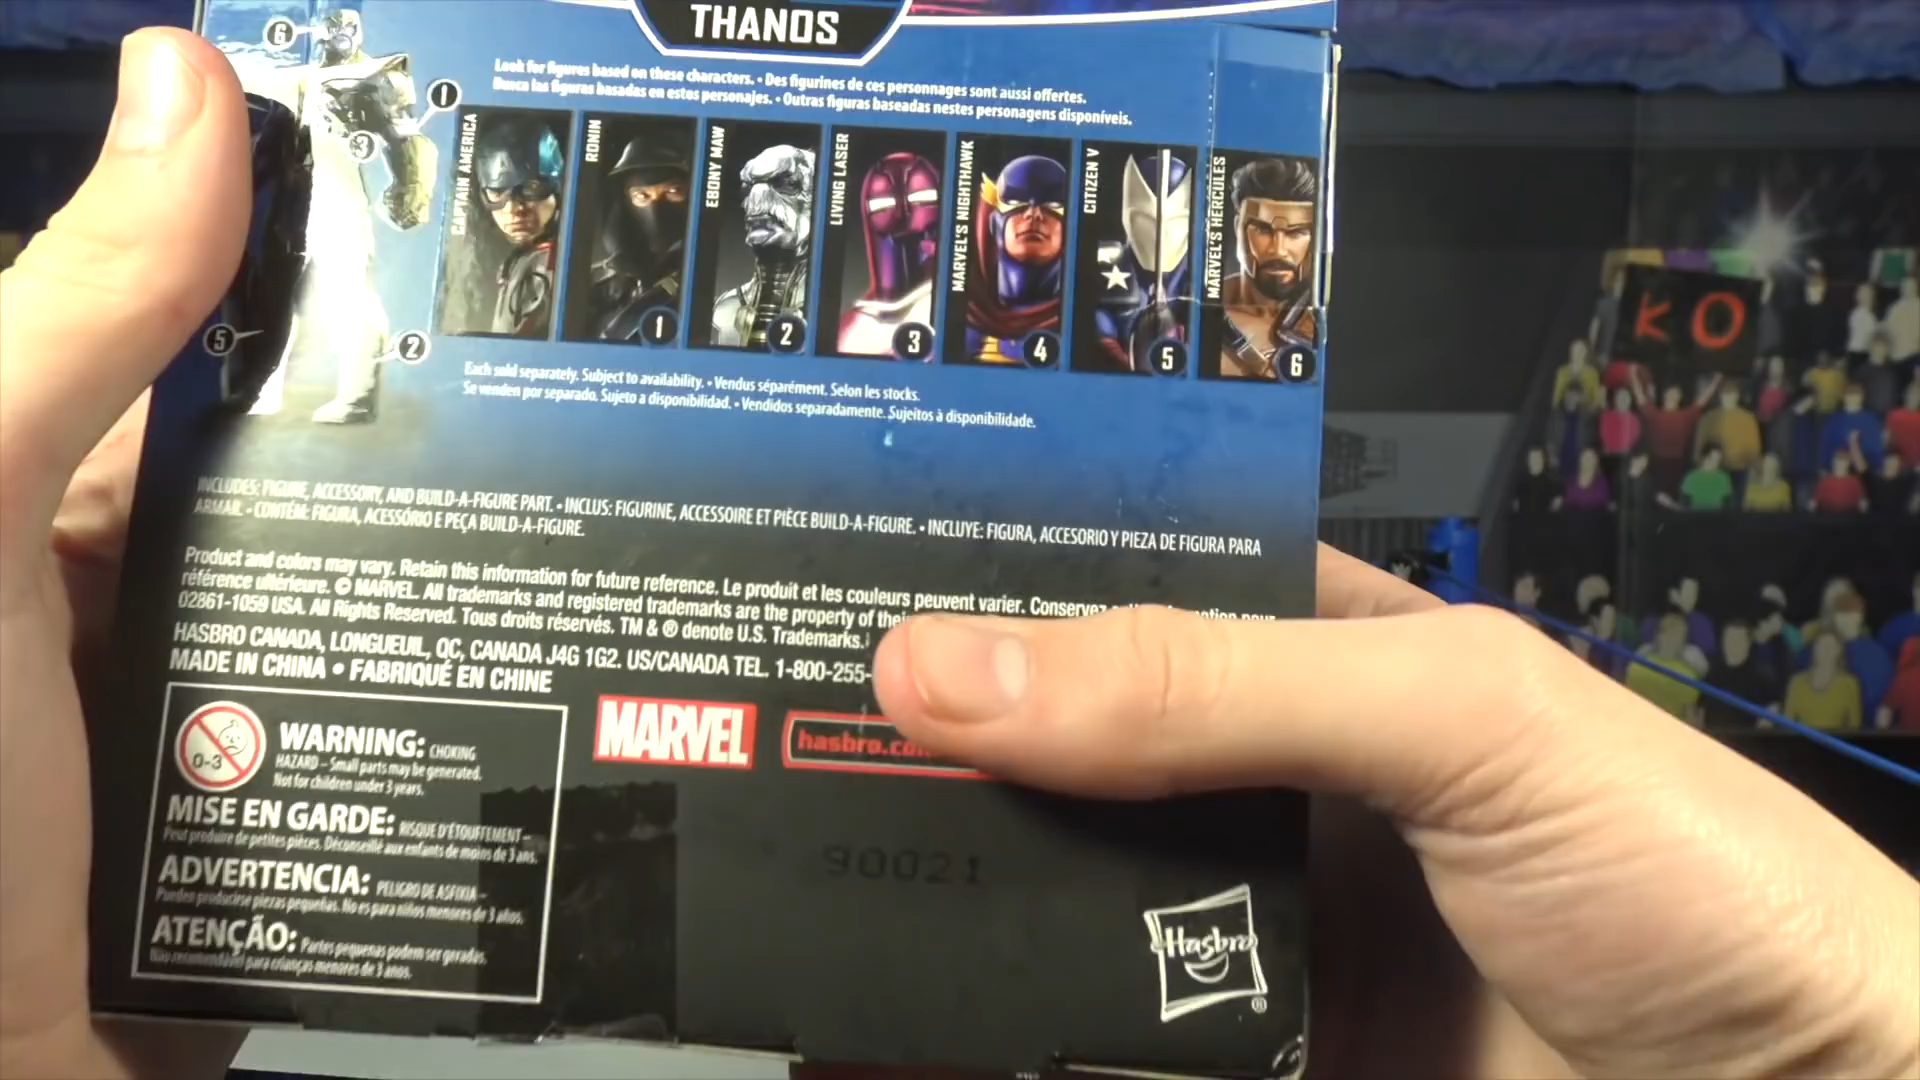 THANOS
6
1
3
5
2
Look for figures based on these characters. • Des figurines de ces personnages sont aussi offertes.
Busca las figuras basadas en estos personajes. • Outras figuras baseadas nestes personagens disponíveis.
CAPTAIN AMERICA
RONIN
1
EBONY MAW
2
LIVING LASER
3
MARVEL'S NIGHTHAWK
4
CITIZEN V
5
MARVEL'S HERCULES
6
Each sold separately. Subject to availability. • Vendus séparément. Selon les stocks.
Se venden por separado. Sujeto a disponibilidad. • Vendidos separadamente. Sujeitos à disponibilidade.
INCLUDES: FIGURE, ACCESSORY, AND BUILD-A-FIGURE PART. • INCLUS: FIGURINE, ACCESSOIRE ET PIÈCE BUILD-A-FIGURE. • INCLUYE: FIGURA, ACCESORIO Y PIEZA DE FIGURA PARA
ARMAR. • CONTÉM: FIGURA, ACESSÓRIO E PEÇA BUILD-A-FIGURE.
Product and colors may vary. Retain this information for future reference. Le produit et les couleurs peuvent varier. Conservez
référence ultérieure. © MARVEL. All trademarks and registered trademarks are the property of
02861-1059 USA. All Rights Reserved. Tous droits réservés. TM & ® denote U.S. Trademarks.
HASBRO CANADA, LONGUEUIL, QC, CANADA J4G 1G2. US/CANADA TEL. 1-800-255-
MADE IN CHINA • FABRIQUÉ EN CHINE
0-3
WARNING: CHOKING
HAZARD – Small parts may be generated.
Not for children under 3 years.
MISE EN GARDE: RISQUE D'ÉTOUFFEMENT –
Peut produire de petites pièces. Déconseillé aux enfants de moins de 3 ans.
ADVERTENCIA: PELIGRO DE ASFIXIA –
Pueden producirse piezas pequeñas. No es para niños menores de 3 años.
ATENÇÃO: Partes pequenas podem ser geradas.
Não recomendável para crianças menores de 3 anos.
MARVEL
hasbro.co
90021
Hasbro
®
KO